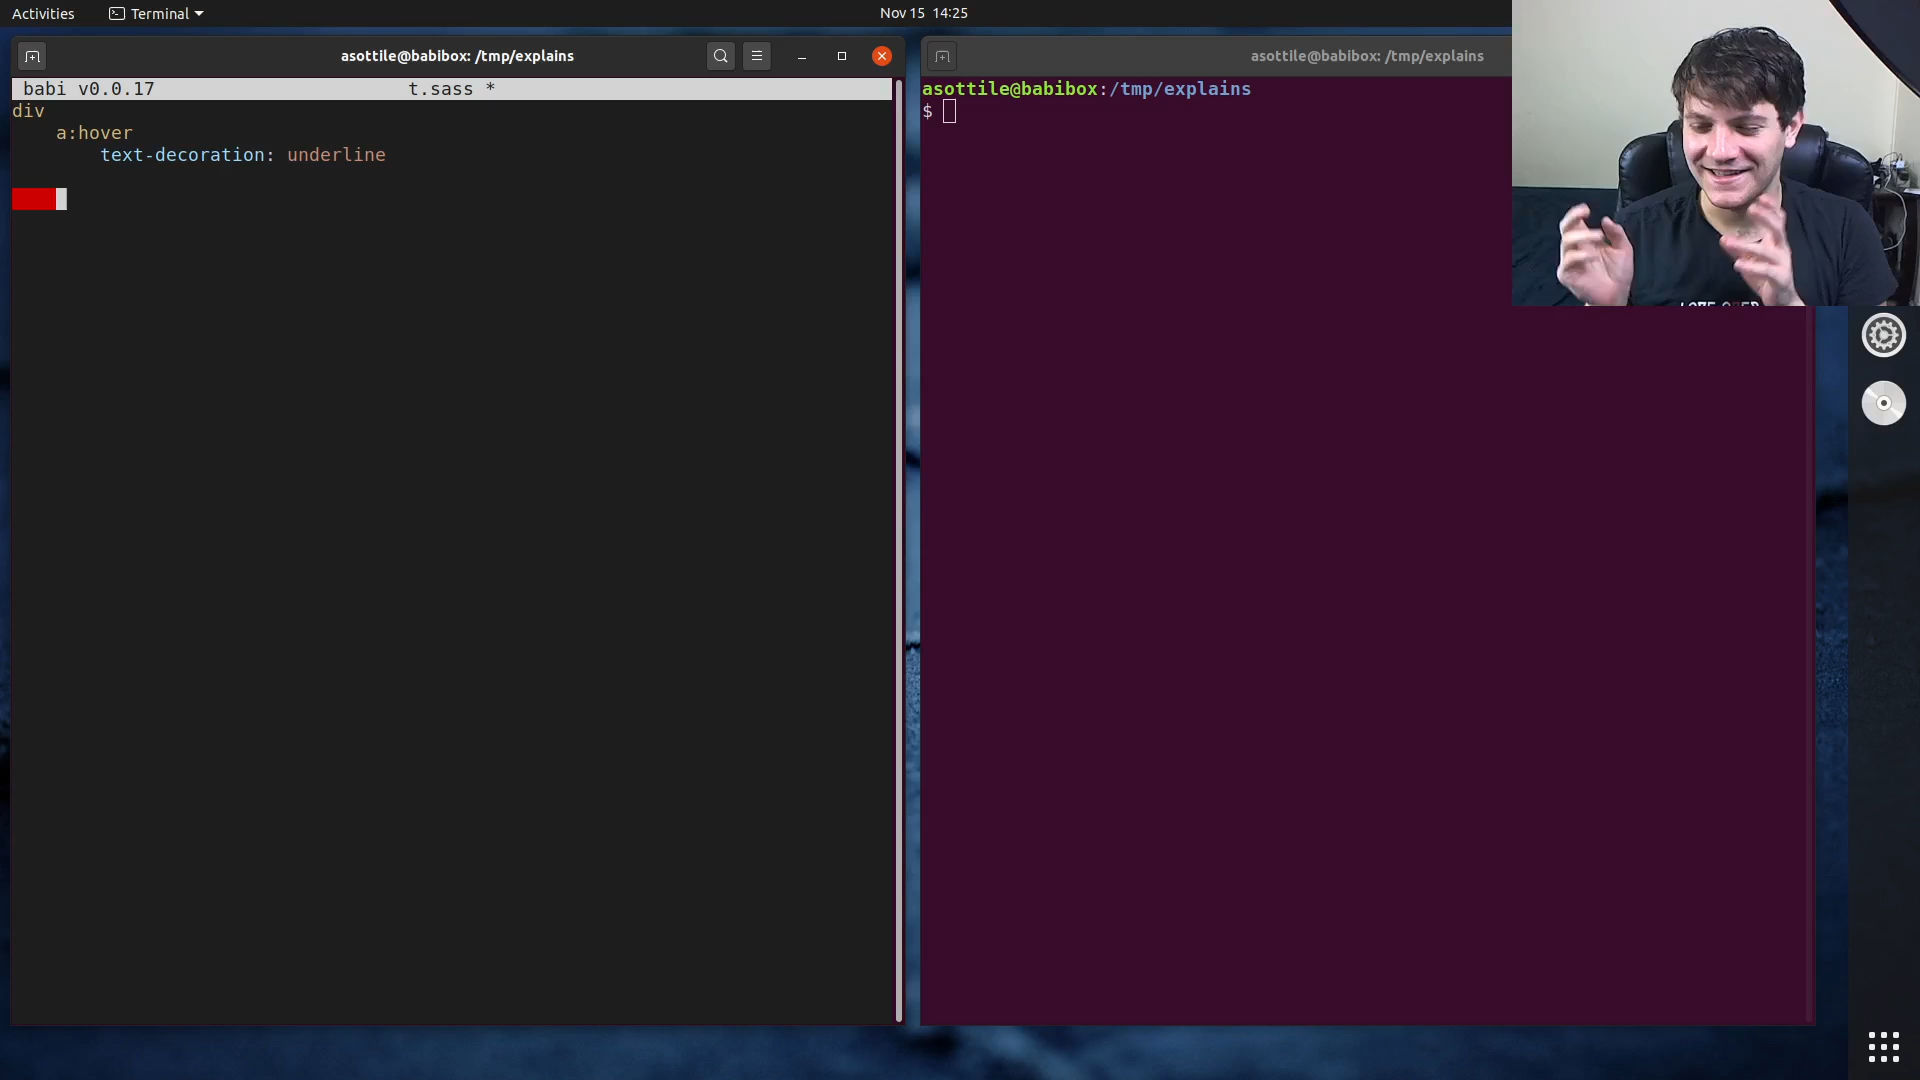 Activities
Terminal
Nov 15 14:25
asottile@babibox: /tmp/explains
babi v0.0.17 t.sass *
div
a:hover
text-decoration: underline
asottile@babibox: /tmp/explains
asottile@babibox:/tmp/explains
$